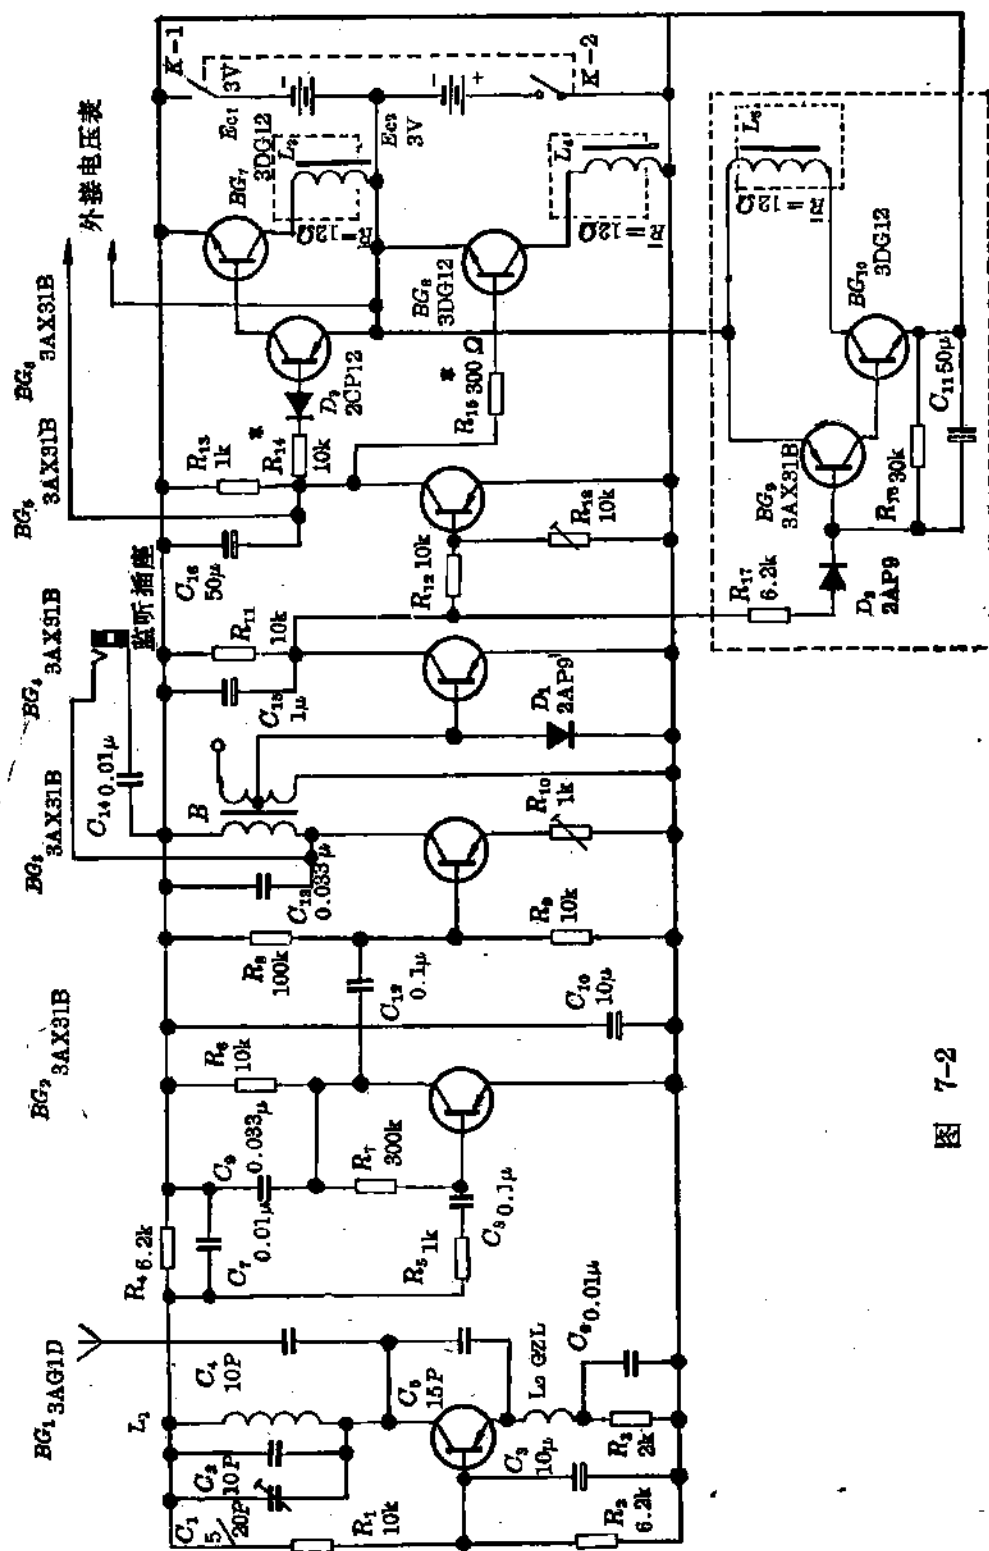 BG₁ 3AG1D
BG₂ 3AX31B
BG₃ 3AX31B
BG₄ 3AX31B
BG₅ 3AX31B
BG₆ 3AX31B
监听插座
外接电压表
C₁
5/20P
C₂
10P
L₁
C₄
10P
R₁
10k
C₅
15P
C₃
10μ
R₂
6.2k
L₂ GZL
R₃
2k
C₆ 0.01μ
R₄ 6.2k
C₇
0.01μ
C₉
0.033μ
R₅ 1k
C₈ 0.1μ
R₇
300k
R₆
10k
C₁₂
0.1μ
C₁₀
10μ
R₈
100k
R₉
10k
C₁₃
0.033μ
C₁₄ 0.01μ
B
R₁₀
1k
D₁
2AP9
C₁₅
1μ
R₁₁
10k
R₁₂ 10k
C₁₆
50μ
R₁₃
1k
R₁₄ *
10k
R₁₈
10k
D₃
2CP12
R₁₅ 300Ω
*
BG₇
3DG12
L₃
R=12Ω
BG₈
3DG12
L₄
R=12Ω
K-1
Ec₁
3V
-
Ec₂
3V
-
+
K-2
R₁₇
6.2k
D₂
2AP9
BG₉
3AX31B
R₁₆ 30k
C₁₁ 50μ
BG₁₀
3DG12
L₅
R=12Ω
图 7-2